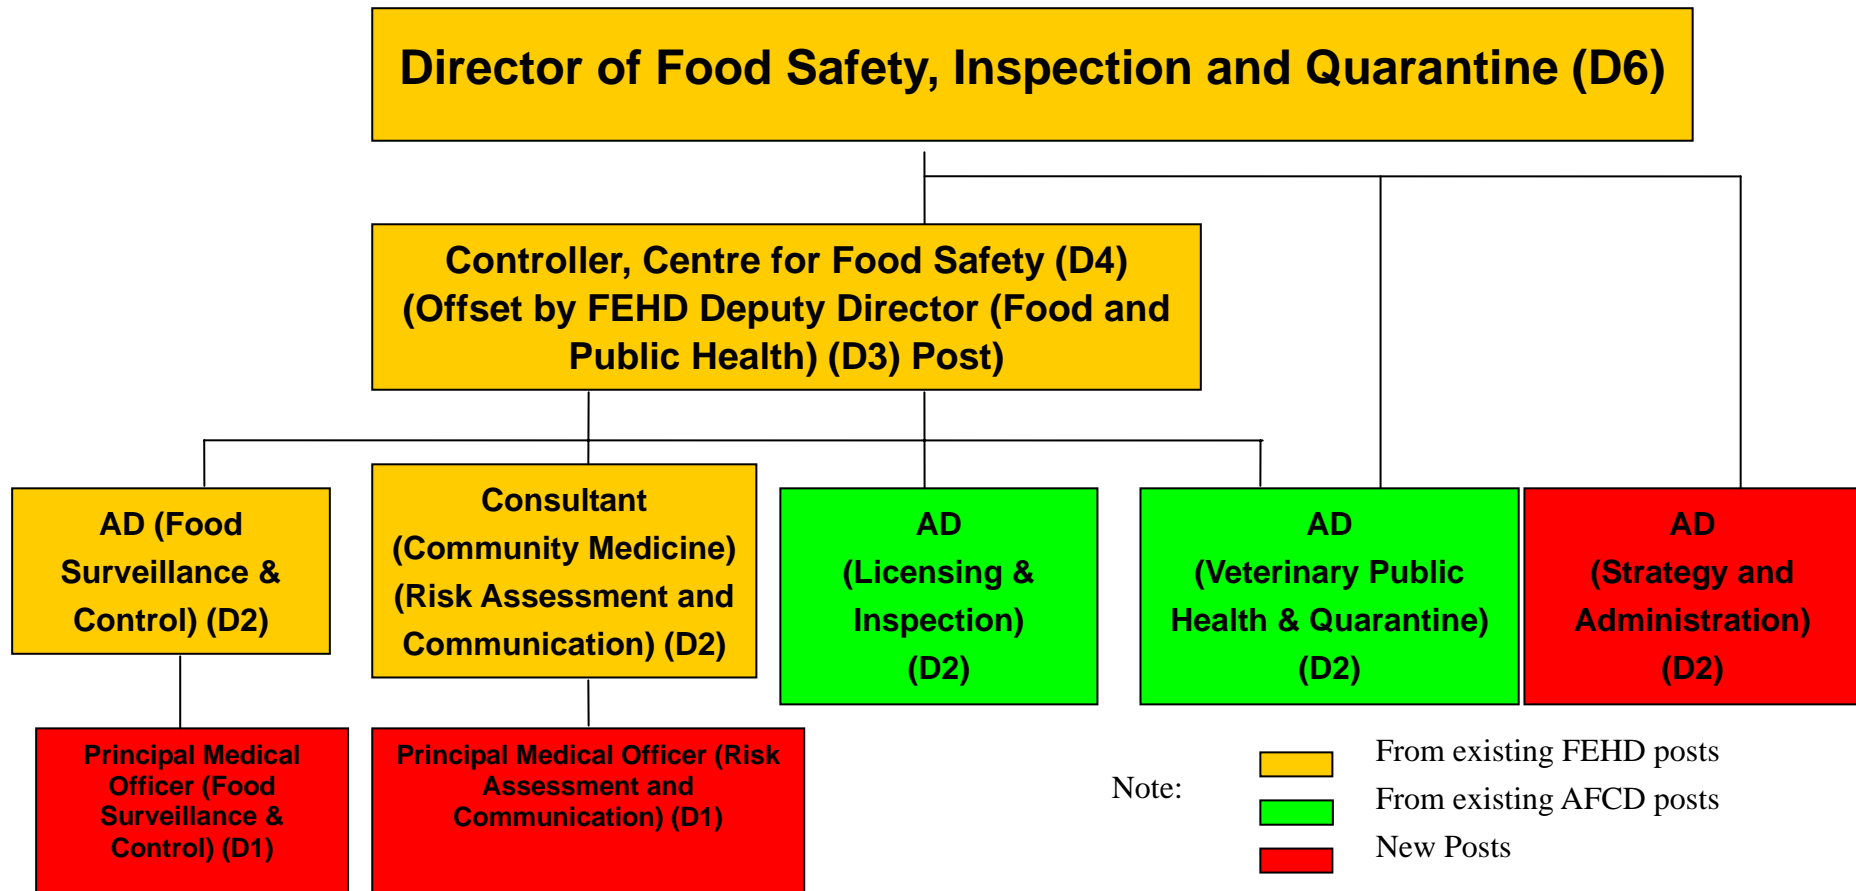 Director of Food Safety, Inspection and Quarantine (D6)
Controller, Centre for Food Safety (D4)
(Offset by FEHD Deputy Director (Food and
Public Health) (D3) Post)
AD (Food
Surveillance &
Control) (D2)
Consultant
(Community Medicine)
(Risk Assessment and
Communication) (D2)
AD
(Licensing &
Inspection)
(D2)
AD
(Veterinary Public
Health & Quarantine)
(D2)
AD
(Strategy and
Administration)
(D2)
Principal Medical
Officer (Food
Surveillance &
Control) (D1)
Principal Medical Officer (Risk
Assessment and
Communication) (D1)
Note:
From existing FEHD posts
From existing AFCD posts
New Posts